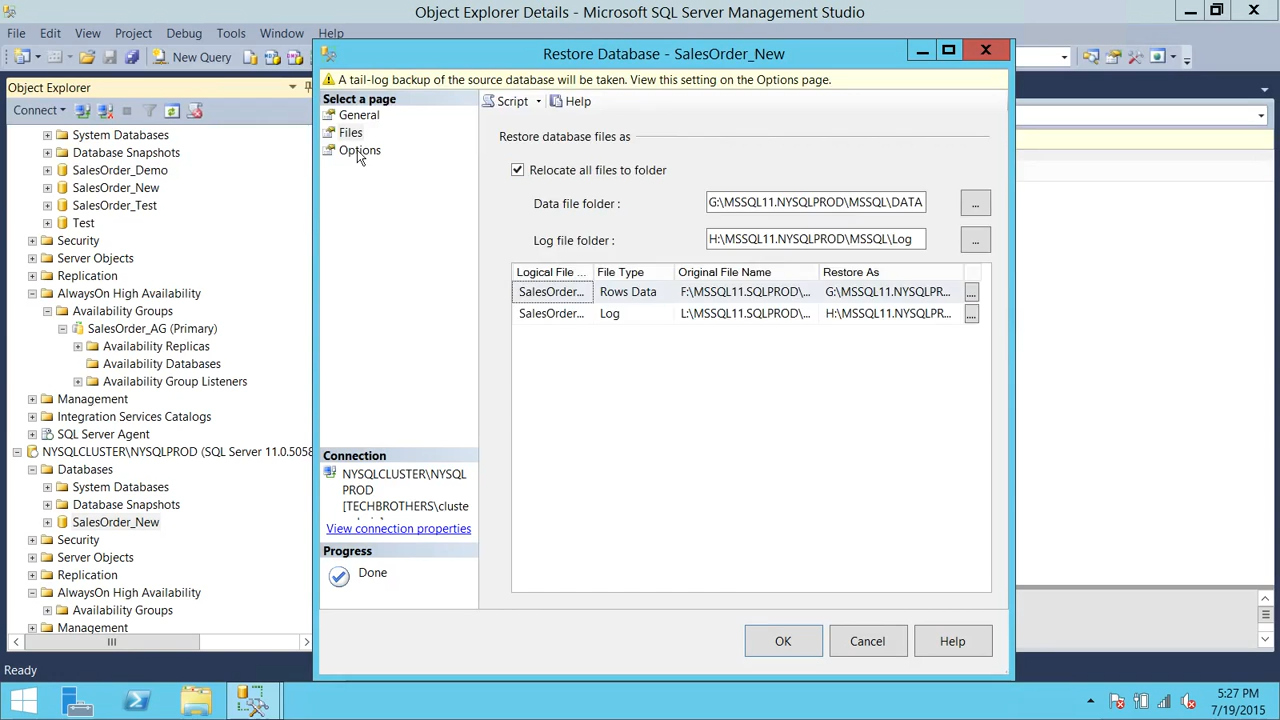 Object Explorer Details - Microsoft SQL Server Management Studio
File Edit View Project Debug Tools Window Help
New Query
Object Explorer
Connect
System Databases
Database Snapshots
SalesOrder_Demo
SalesOrder_New
SalesOrder_Test
Test
Security
Server Objects
Replication
AlwaysOn High Availability
Availability Groups
SalesOrder_AG (Primary)
Availability Replicas
Availability Databases
Availability Group Listeners
Management
Integration Services Catalogs
SQL Server Agent
NYSQLCLUSTER\NYSQLPROD (SQL Server 11.0.5058
Databases
System Databases
Database Snapshots
SalesOrder_New
Security
Server Objects
Replication
AlwaysOn High Availability
Availability Groups
Management
Ready
Restore Database - SalesOrder_New
A tail-log backup of the source database will be taken. View this setting on the Options page.
Select a page
General
Files
Options
Script Help
Restore database files as
Relocate all files to folder
Data file folder : G:\MSSQL11.NYSQLPROD\MSSQL\DATA ...
Log file folder : H:\MSSQL11.NYSQLPROD\MSSQL\Log ...
Logical File ... File Type Original File Name Restore As
SalesOrder... Rows Data F:\MSSQL11.SQLPROD\... G:\MSSQL11.NYSQLPR... ...
SalesOrder... Log L:\MSSQL11.SQLPROD\... H:\MSSQL11.NYSQLPR... ...
Connection
NYSQLCLUSTER\NYSQL
PROD
[TECHBROTHERS\cluste
View connection properties
Progress
Done
OK Cancel Help
5:27 PM
7/19/2015